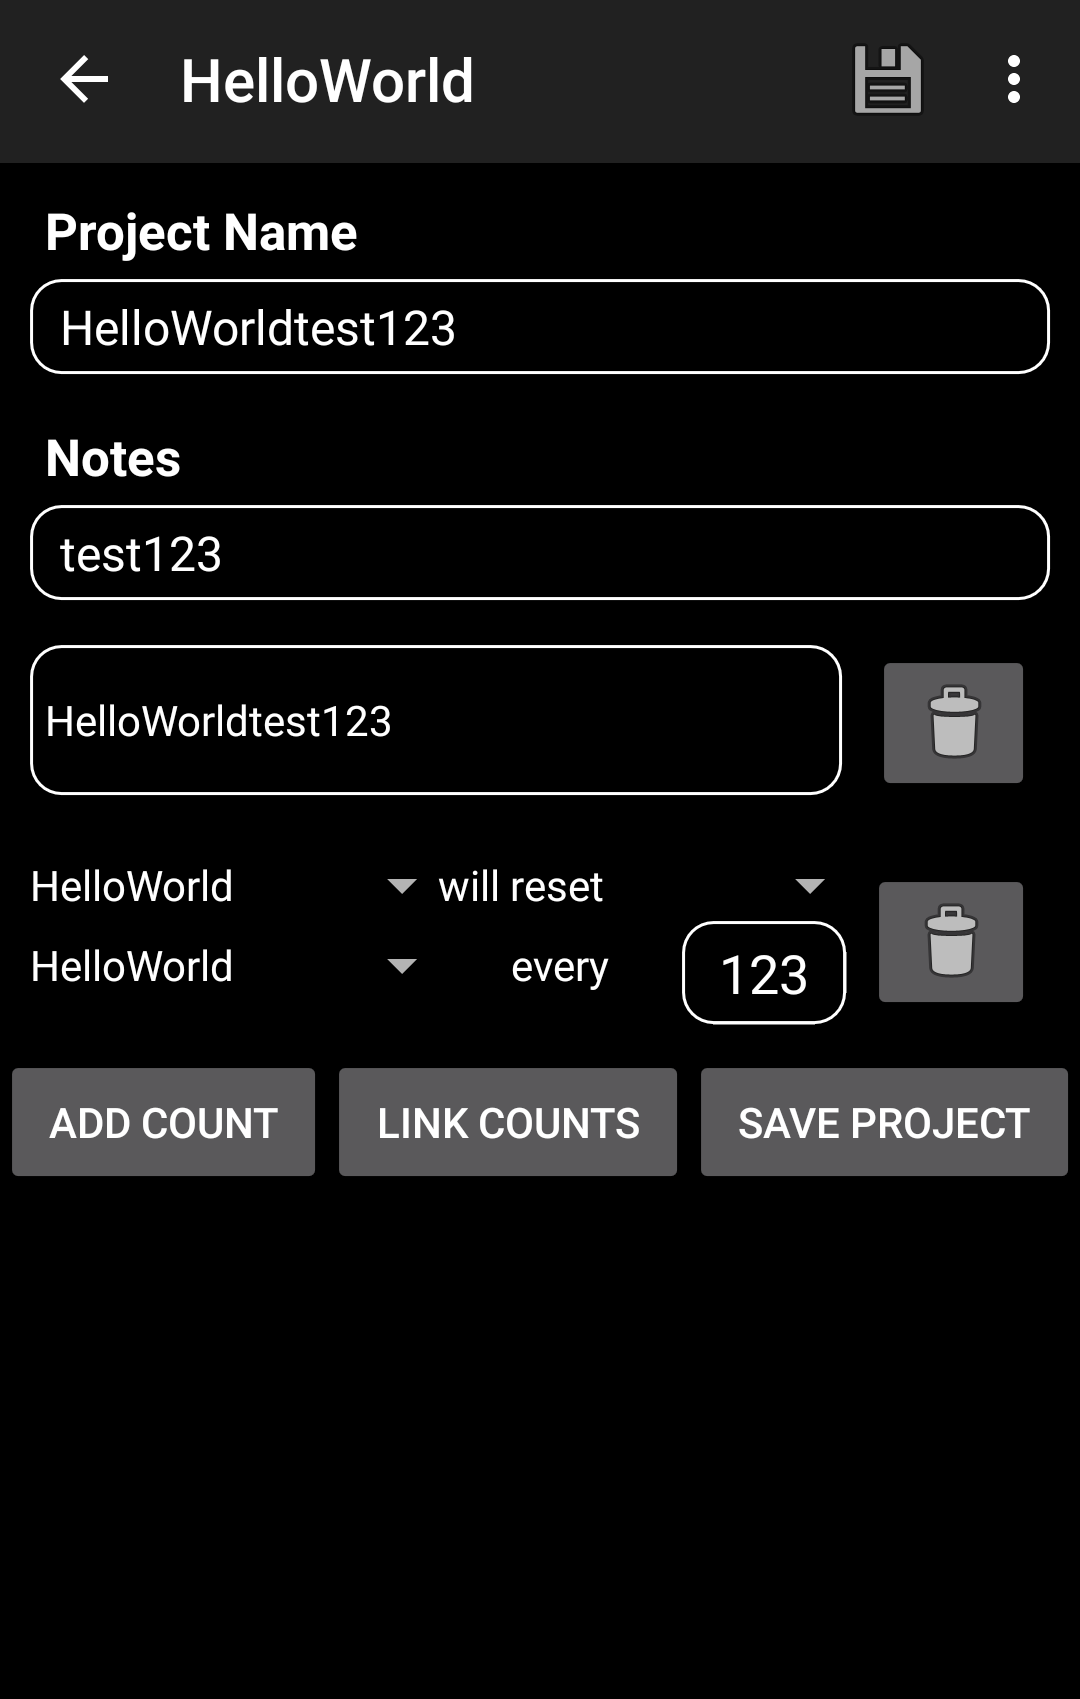 HelloWorld
Project Name
HelloWorldtest123
Notes
test123
HelloWorldtest123
HelloWorld will reset
HelloWorld every 123
ADD COUNT LINK COUNTS SAVE PROJECT